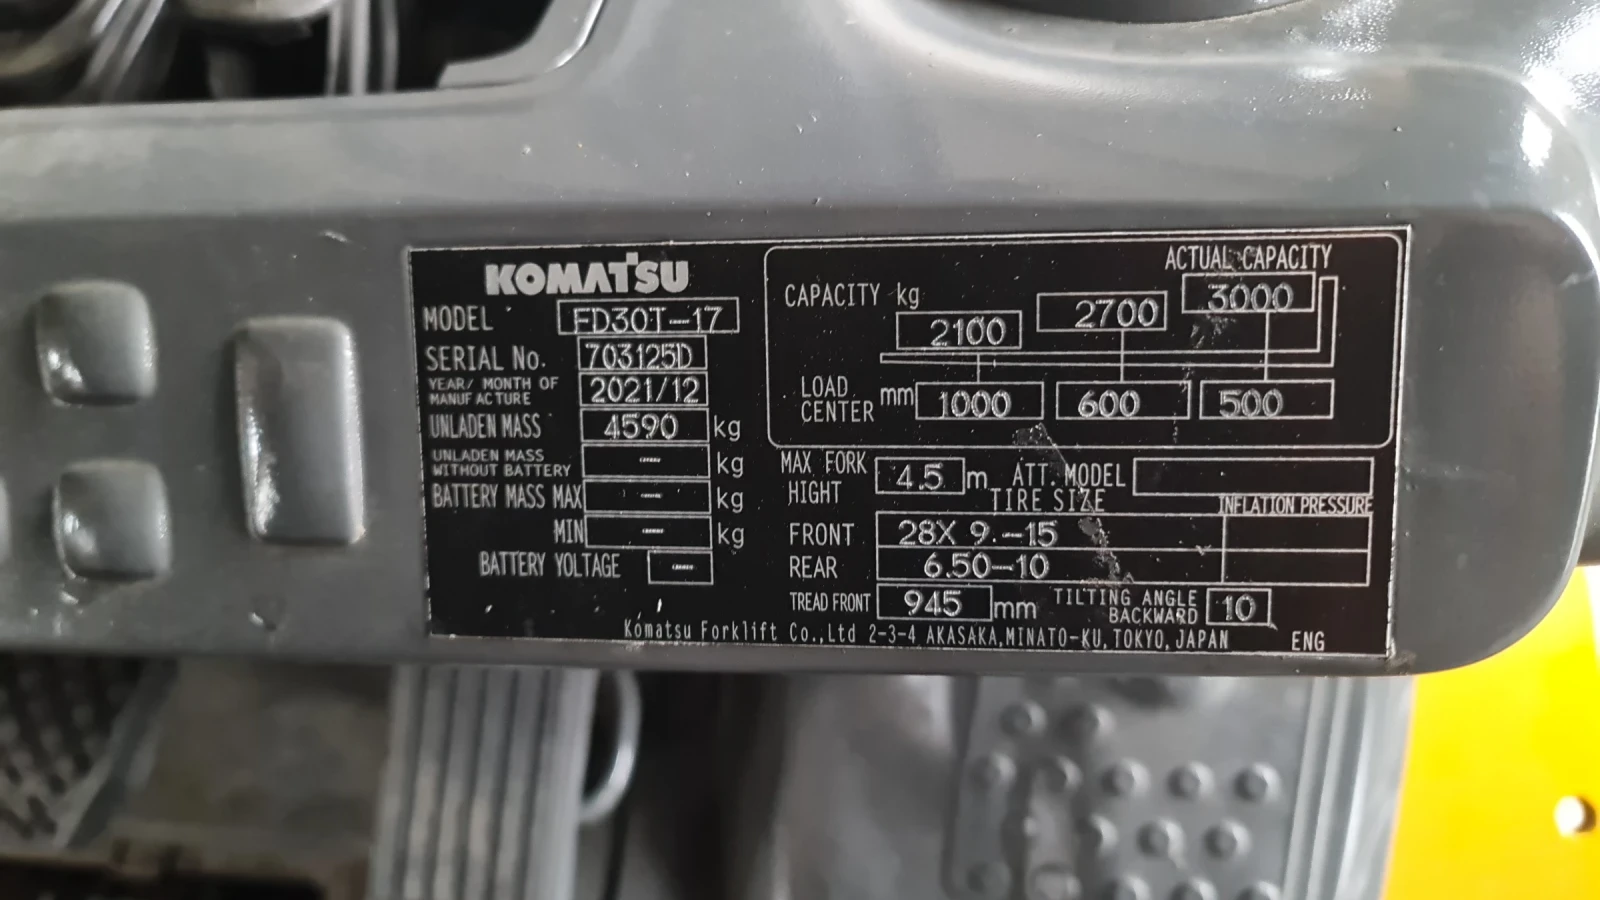 KOMATSU
MODEL FD30T-17
SERIAL No. 703125D
YEAR/ MONTH OF MANUFACTURE 2021/12
UNLADEN MASS 4590 kg
UNLADEN MASS WITHOUT BATTERY --- kg
BATTERY MASS MAX --- kg
MIN --- kg
BATTERY VOLTAGE ---
ACTUAL CAPACITY
CAPACITY kg 2100 2700 3000
LOAD CENTER mm 1000 600 500
MAX FORK HIGHT 4.5 m ATT. MODEL
TIRE SIZE INFLATION PRESSURE
FRONT 28X 9.-15
REAR 6.50-10
TREAD FRONT 945 mm TILTING ANGLE BACKWARD 10
Komatsu Forklift Co.,Ltd 2-3-4 AKASAKA,MINATO-KU,TOKYO,JAPAN ENG